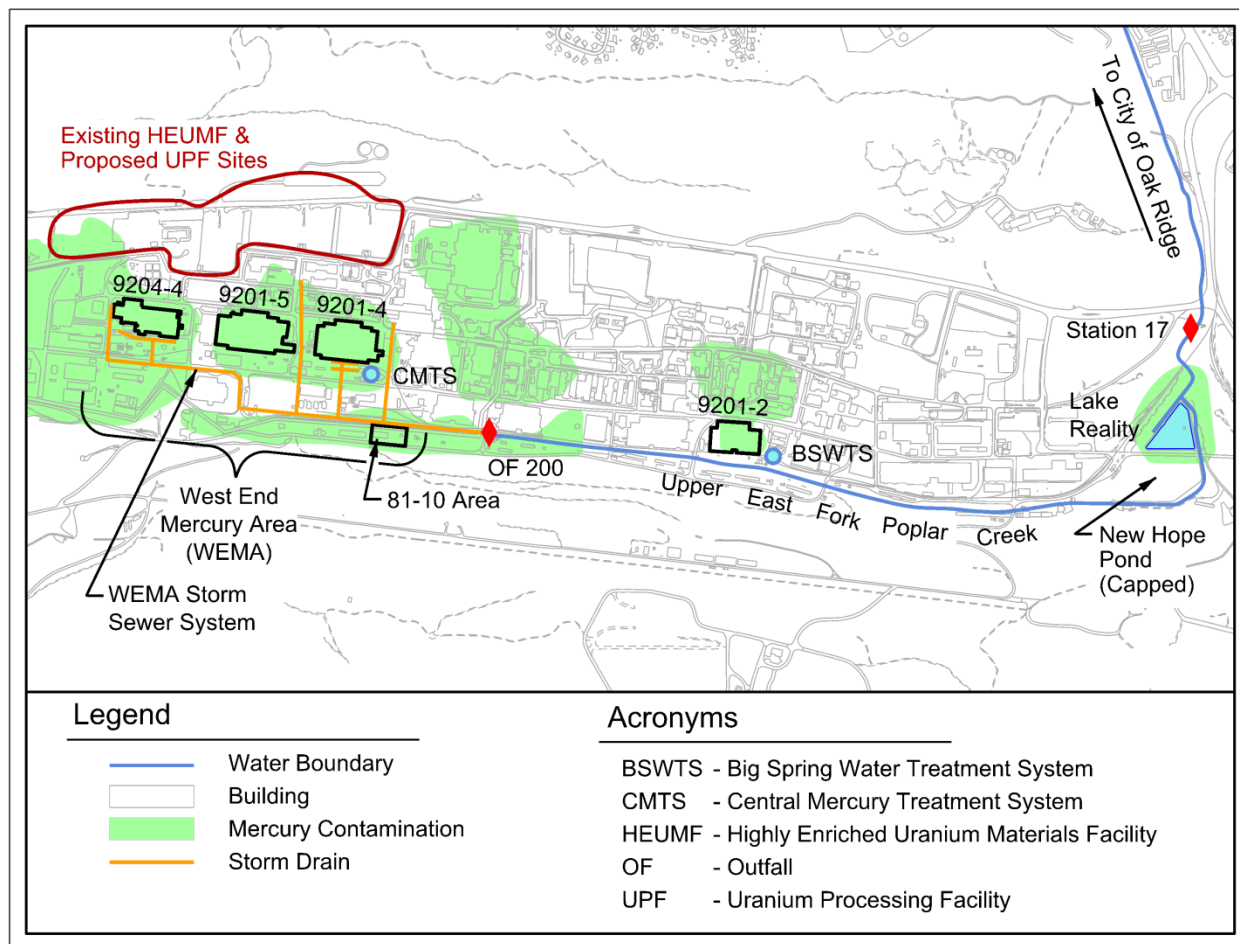 To City of Oak Ridge
Existing HEUMF &
Proposed UPF Sites
9204-4
9201-5
9201-4
CMTS
Station 17
9201-2
Lake
Reality
BSWTS
OF 200
Upper East Fork Poplar Creek
81-10 Area
West End
Mercury Area
(WEMA)
New Hope
Pond
(Capped)
WEMA Storm
Sewer System
Legend
Water Boundary
Building
Mercury Contamination
Storm Drain
Acronyms
BSWTS - Big Spring Water Treatment System
CMTS - Central Mercury Treatment System
HEUMF - Highly Enriched Uranium Materials Facility
OF - Outfall
UPF - Uranium Processing Facility